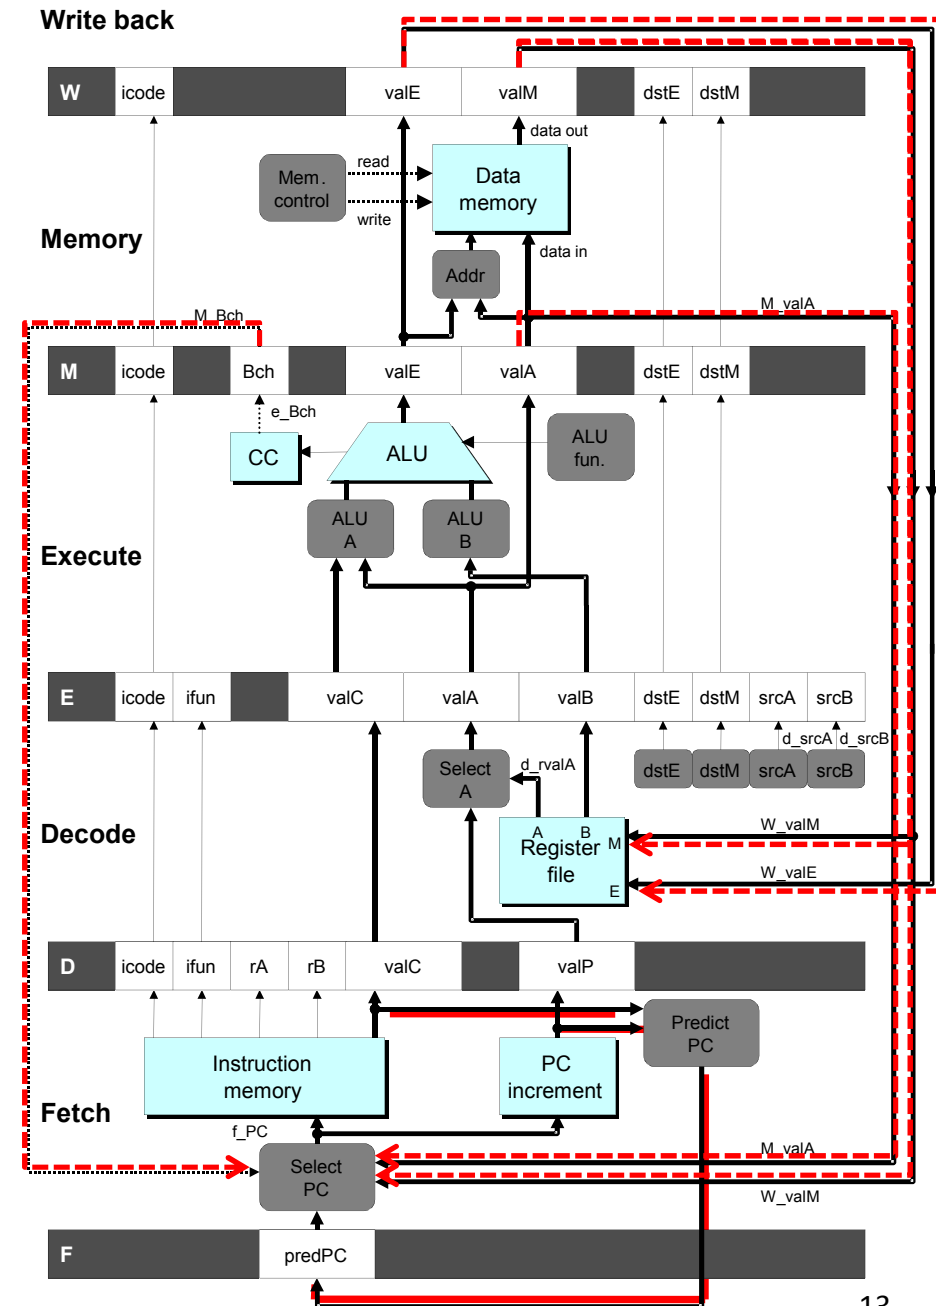 Write back
W icode valE valM dstE dstM
data out
read
Mem.
control
Data
memory
write
Memory
data in
Addr
M_Bch
M_valA
M icode Bch valE valA dstE dstM
e_Bch
CC
ALU
ALU
fun.
ALU
A
ALU
B
Execute
E icode ifun valC valA valB dstE dstM srcA srcB
d_srcA d_srcB
Select
A
d_rvalA
dstE dstM srcA srcB
Decode
A B M
Register
file
E
W_valM
W_valE
D icode ifun rA rB valC valP
Predict
PC
Instruction
memory
PC
increment
Fetch
f_PC
Select
PC
M_valA
W_valM
F predPC
13